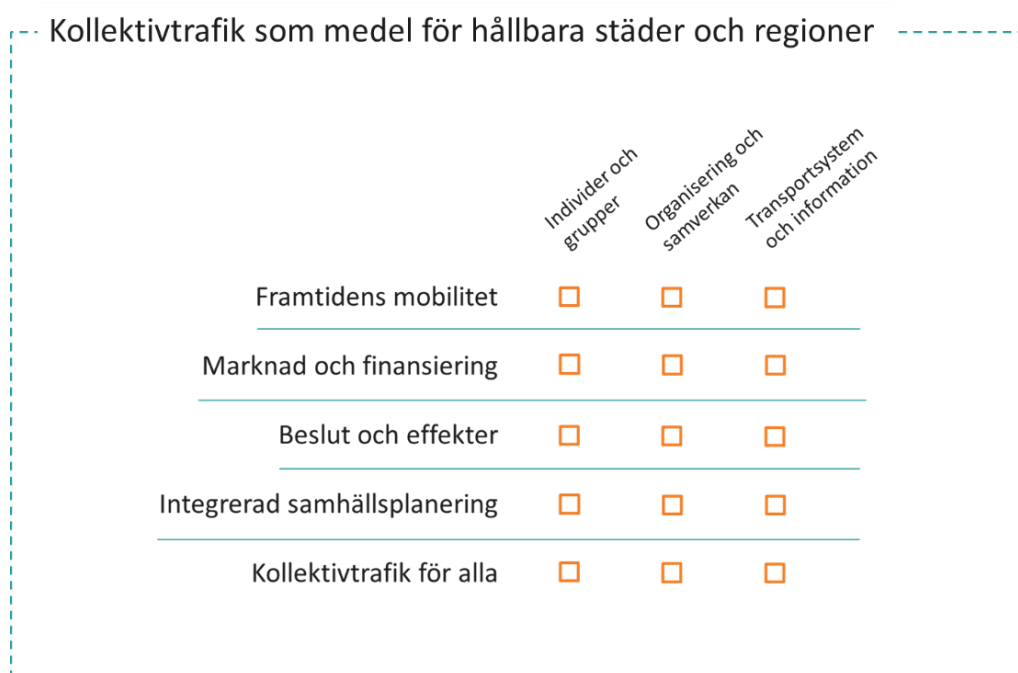 Kollektivtrafik som medel för hållbara städer och regioner
Individer och
grupper
Organisering och
samverkan
Transportsystem
och information
Framtidens mobilitet
Marknad och finansiering
Beslut och effekter
Integrerad samhällsplanering
Kollektivtrafik för alla